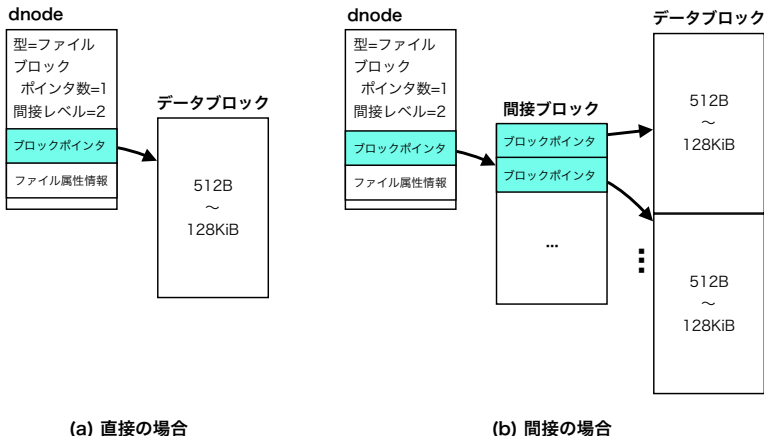 dnode
型=ファイル
ブロック
ポインタ数=1
間接レベル=2
ブロックポインタ
ファイル属性情報
データブロック
512B
～
128KiB
(a) 直接の場合
dnode
型=ファイル
ブロック
ポインタ数=1
間接レベル=2
ブロックポインタ
ファイル属性情報
間接ブロック
ブロックポインタ
ブロックポインタ
...
データブロック
512B
～
128KiB
...
512B
～
128KiB
(b) 間接の場合